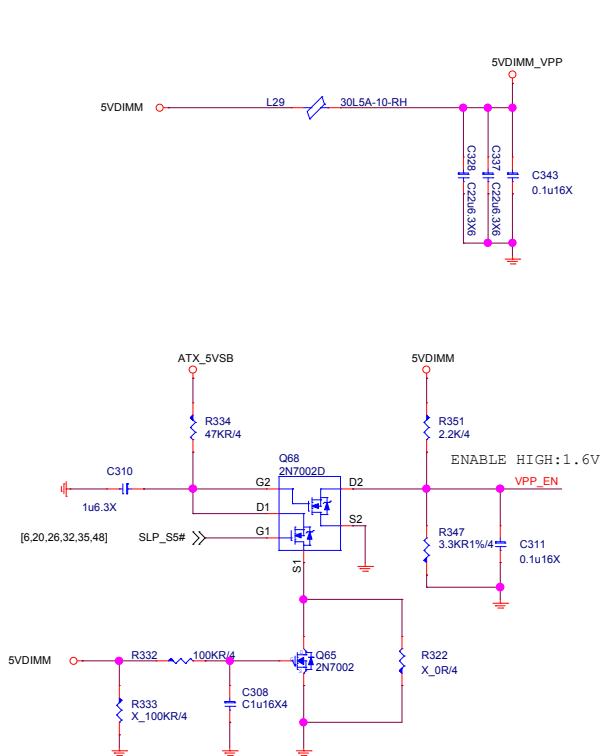 5VDIMM_VPP
5VDIMM
L29
30L5A-10-RH
C328
C22u6.3X6
C337
C22u6.3X6
C343
0.1u16X
ATX_5VSB
5VDIMM
R334
47KR/4
R351
2.2K/4
Q68
2N7002D
ENABLE HIGH:1.6V
C310
1u6.3X
G2
D2
VPP_EN
D1
S2
G1
S1
[6,20,26,32,35,48]
SLP_S5#
R347
3.3KR1%/4
C311
0.1u16X
5VDIMM
R332
100KR/4
Q65
2N7002
R322
X_0R/4
R333
X_100KR/4
C308
C1u16X4